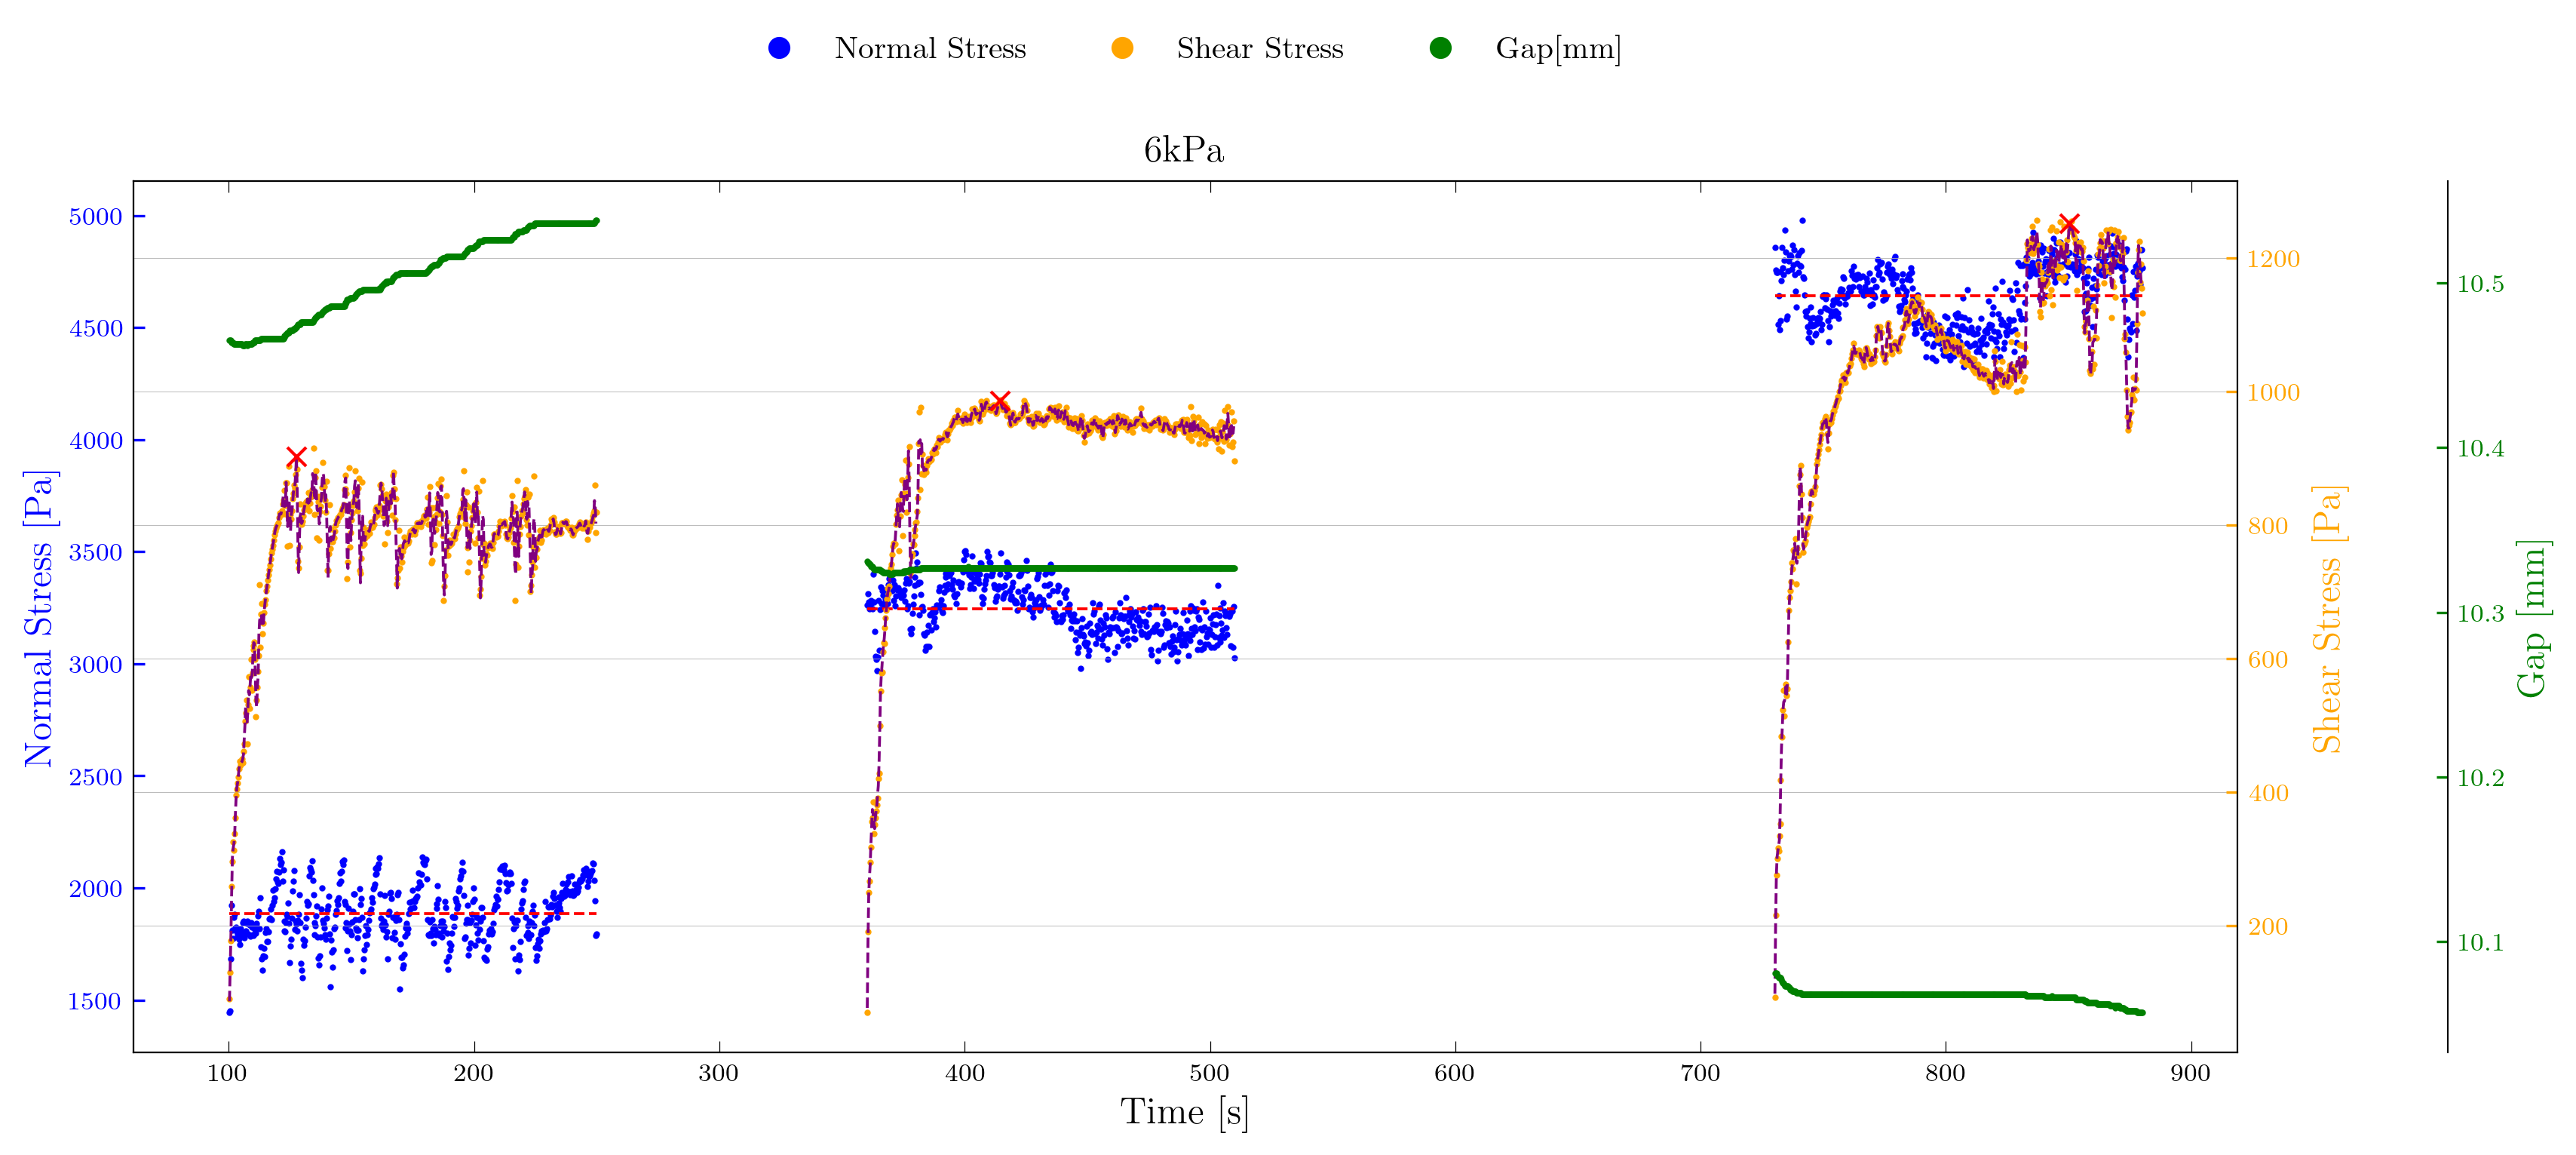 Normal Stress
Shear Stress
Gap[mm]
6kPa
Normal Stress [Pa]
5000
4500
4000
3500
3000
2500
2000
1500
1200
1000
800
600
400
200
Shear Stress [Pa]
10.5
10.4
10.3
10.2
10.1
Gap [mm]
100 200 300 400 500 600 700 800 900
Time [s]